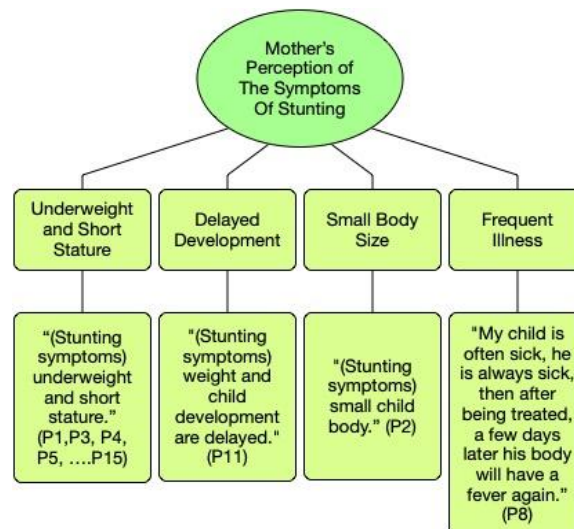 Mother's
Perception of
The Symptoms
Of Stunting
Underweight
and Short
Stature
Delayed
Development
Small Body
Size
Frequent
Illness
“(Stunting
symptoms)
underweight
and short
stature.”
(P1,P3, P4,
P5, ….P15)
"(Stunting
symptoms)
weight and
child
development
are delayed."
(P11)
"(Stunting
symptoms)
small child
body.” (P2)
"My child is
often sick, he
is always sick,
then after
being treated,
a few days
later his body
will have a
fever again.”
(P8)